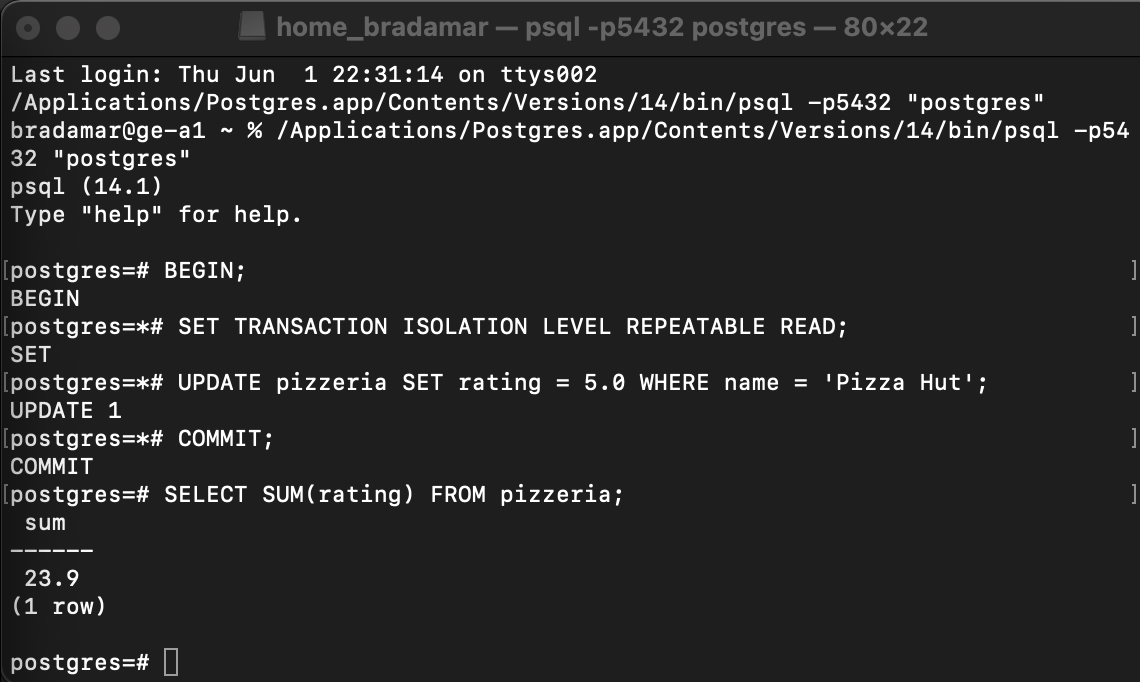 home_bradamar — psql -p5432 postgres — 80×22
Last login: Thu Jun  1 22:31:14 on ttys002
/Applications/Postgres.app/Contents/Versions/14/bin/psql -p5432 "postgres"
bradamar@ge-a1 ~ % /Applications/Postgres.app/Contents/Versions/14/bin/psql -p54
32 "postgres"
psql (14.1)
Type "help" for help.
[postgres=# BEGIN; ]
BEGIN
[postgres=*# SET TRANSACTION ISOLATION LEVEL REPEATABLE READ; ]
SET
[postgres=*# UPDATE pizzeria SET rating = 5.0 WHERE name = 'Pizza Hut'; ]
UPDATE 1
[postgres=*# COMMIT; ]
COMMIT
[postgres=# SELECT SUM(rating) FROM pizzeria; ]
sum
------
23.9
(1 row)
postgres=#